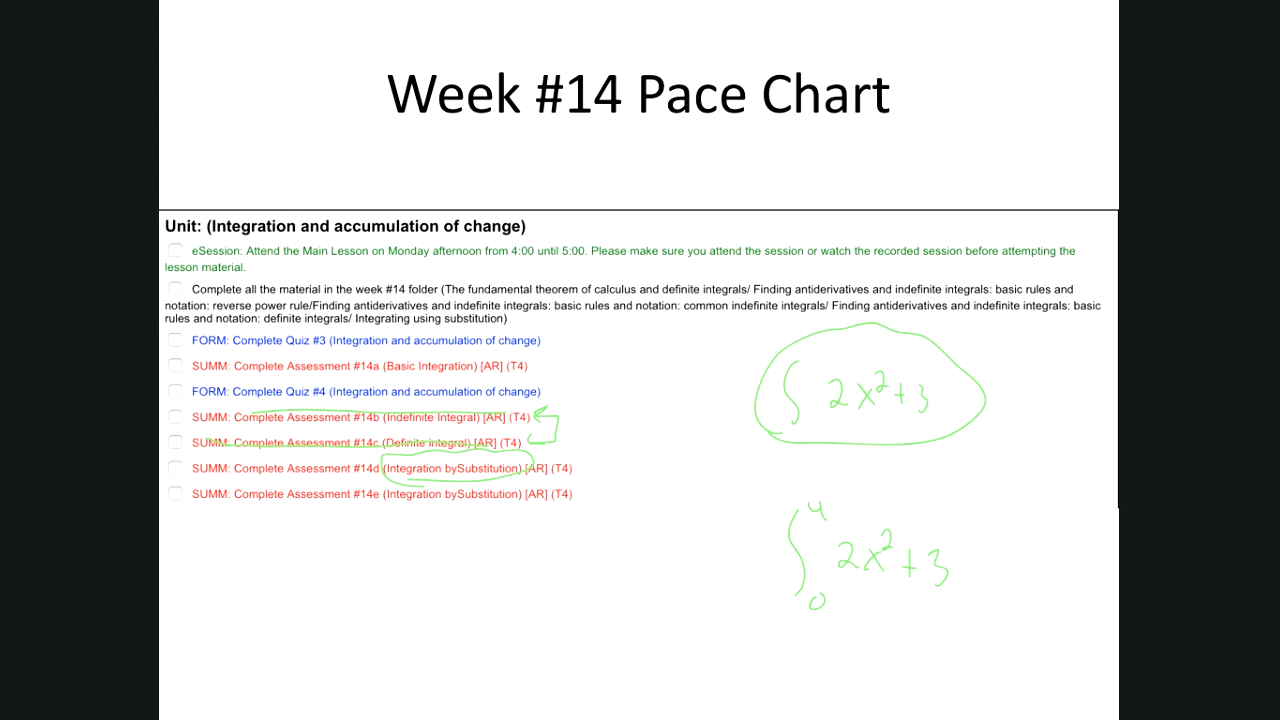 Week #14 Pace Chart
Unit: (Integration and accumulation of change)
eSession: Attend the Main Lesson on Monday afternoon from 4:00 until 5:00. Please make sure you attend the session or watch the recorded session before attempting the
lesson material.
Complete all the material in the week #14 folder (The fundamental theorem of calculus and definite integrals/ Finding antiderivatives and indefinite integrals: basic rules and
notation: reverse power rule/Finding antiderivatives and indefinite integrals: basic rules and notation: common indefinite integrals/ Finding antiderivatives and indefinite integrals: basic
rules and notation: definite integrals/ Integrating using substitution)
FORM: Complete Quiz #3 (Integration and accumulation of change)
SUMM: Complete Assessment #14a (Basic Integration) [AR] (T4)
FORM: Complete Quiz #4 (Integration and accumulation of change)
SUMM: Complete Assessment #14b (Indefinite Integral) [AR] (T4)
SUMM: Complete Assessment #14c (Definite integral) [AR] (T4)
SUMM: Complete Assessment #14d (Integration bySubstitution) [AR] (T4)
SUMM: Complete Assessment #14e (Integration bySubstitution) [AR] (T4)
∫ 2x²+3
∫₀⁴ 2x²+3